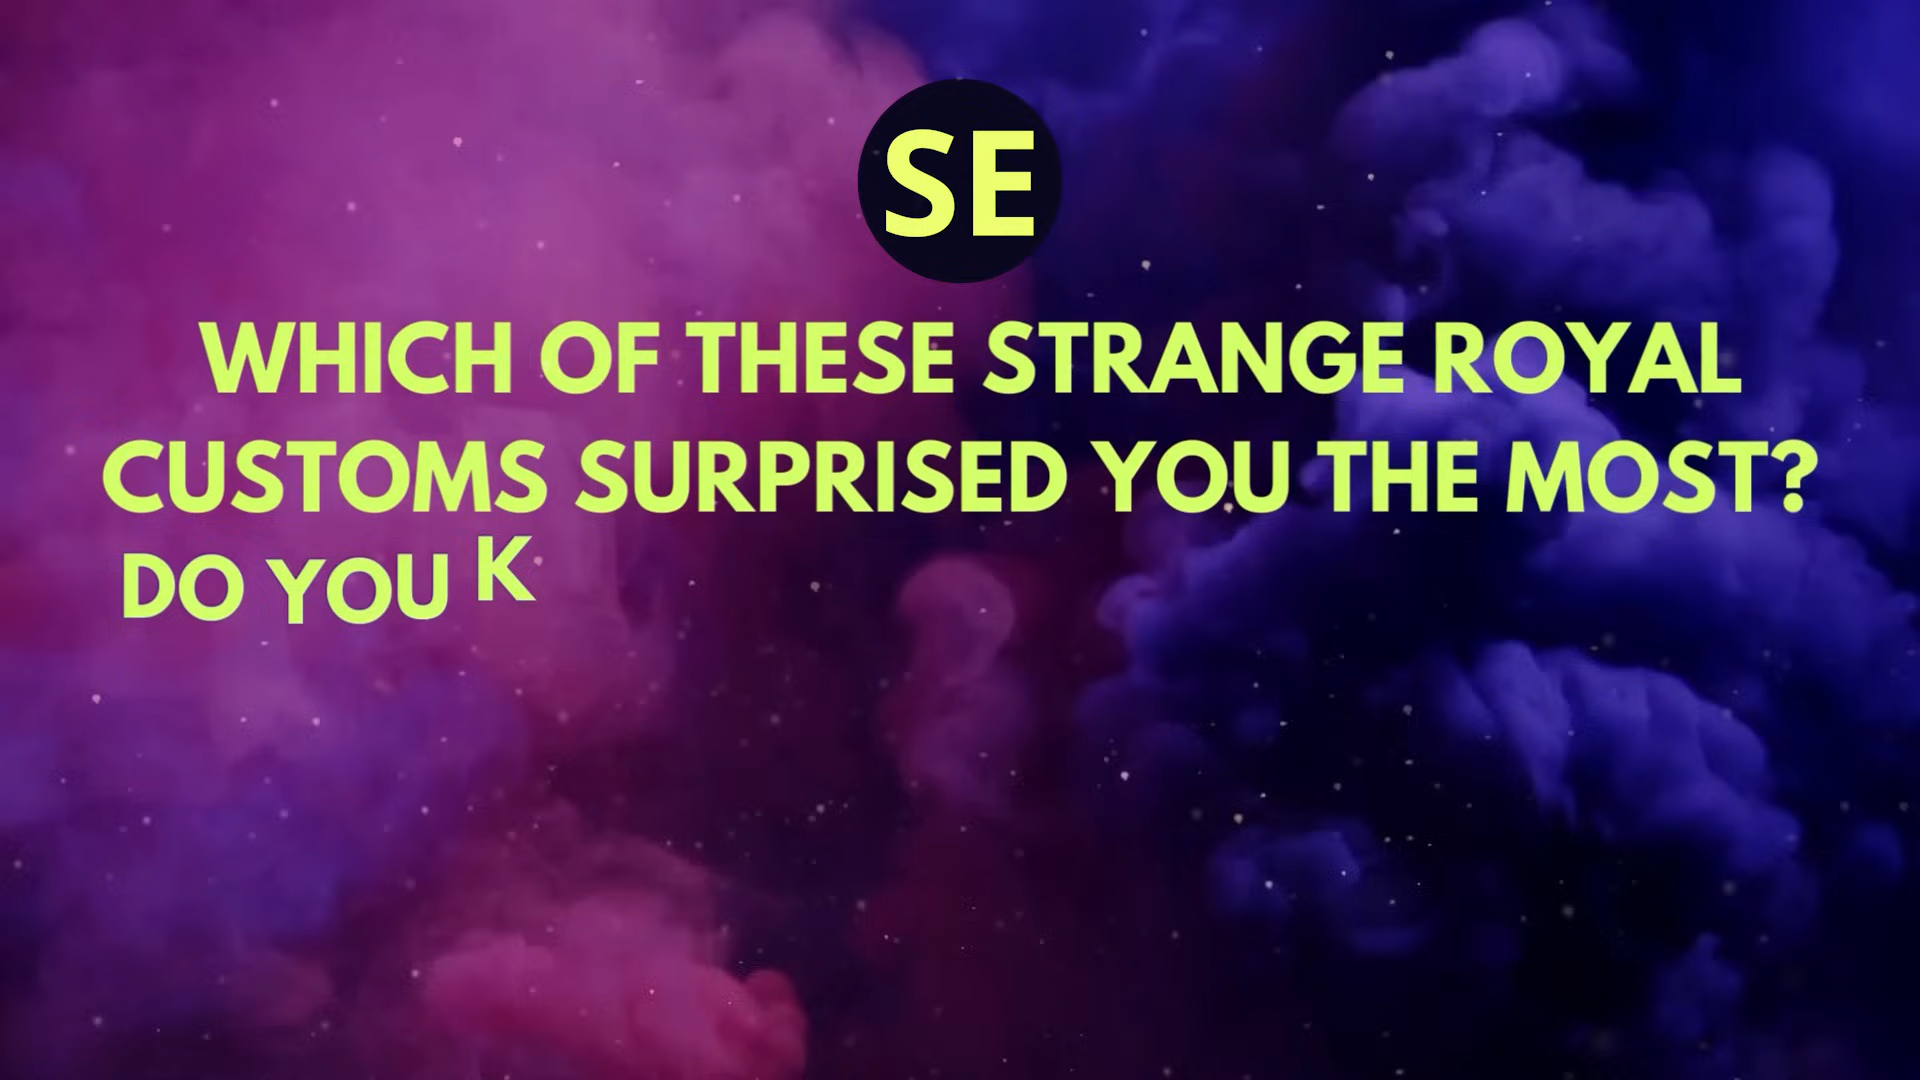 SE
WHICH OF THESE STRANGE ROYAL
CUSTOMS SURPRISED YOU THE MOST?
DO YOU K